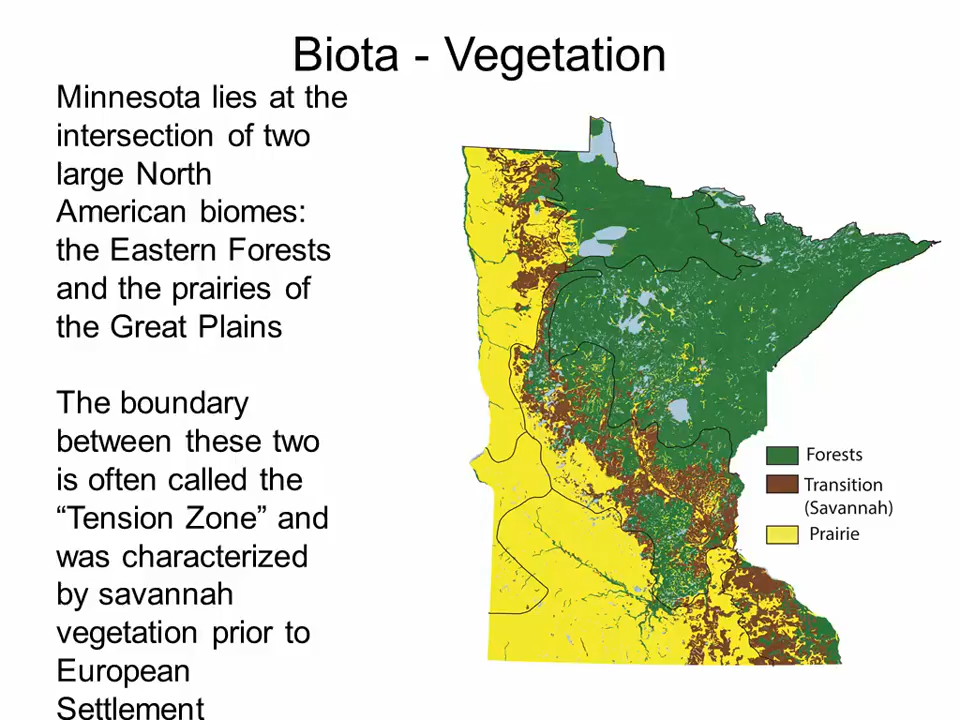 Biota - Vegetation
Minnesota lies at the
intersection of two
large North
American biomes:
the Eastern Forests
and the prairies of
the Great Plains
The boundary
between these two
is often called the
“Tension Zone” and
was characterized
by savannah
vegetation prior to
European
Settlement
Forests
Transition
(Savannah)
Prairie